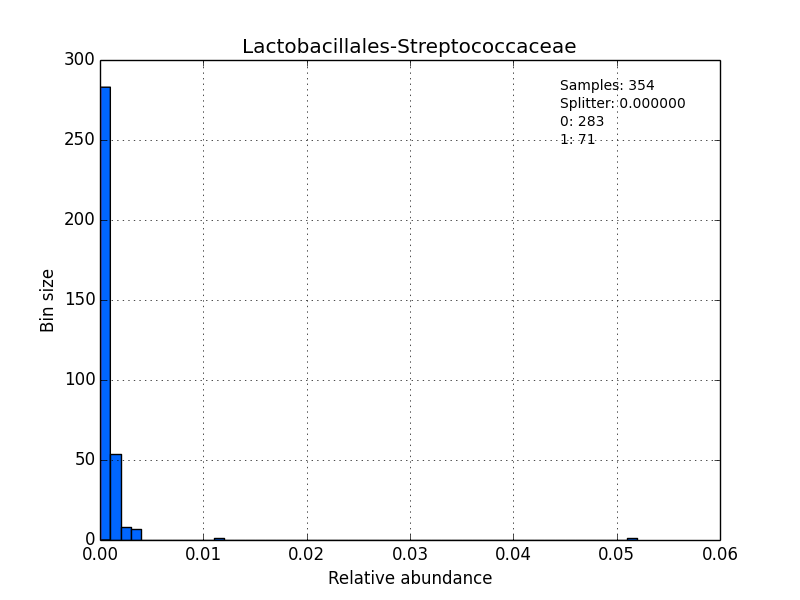 Lactobacillales-Streptococcaceae
Samples: 354
Splitter: 0.000000
0: 283
1: 71
300
250
200
150
100
50
0
Bin size
0.00 0.01 0.02 0.03 0.04 0.05 0.06
Relative abundance